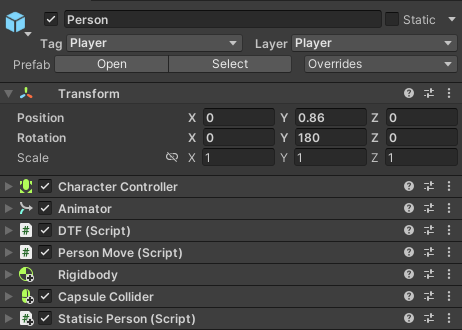 Person Static
Tag Player Layer Player
Prefab Open Select Overrides
Transform
Position X 0 Y 0.86 Z 0
Rotation X 0 Y 180 Z 0
Scale X 1 Y 1 Z 1
Character Controller
Animator
# DTF (Script)
# Person Move (Script)
Rigidbody
Capsule Collider
# Statisic Person (Script)